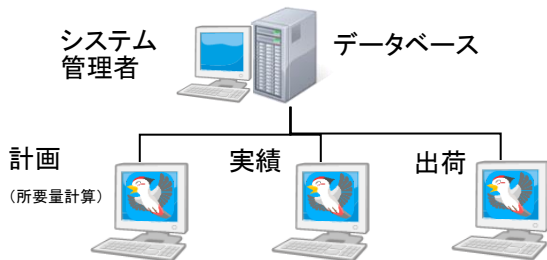 システム
管理者
データベース
計画
(所要量計算)
実績
出荷